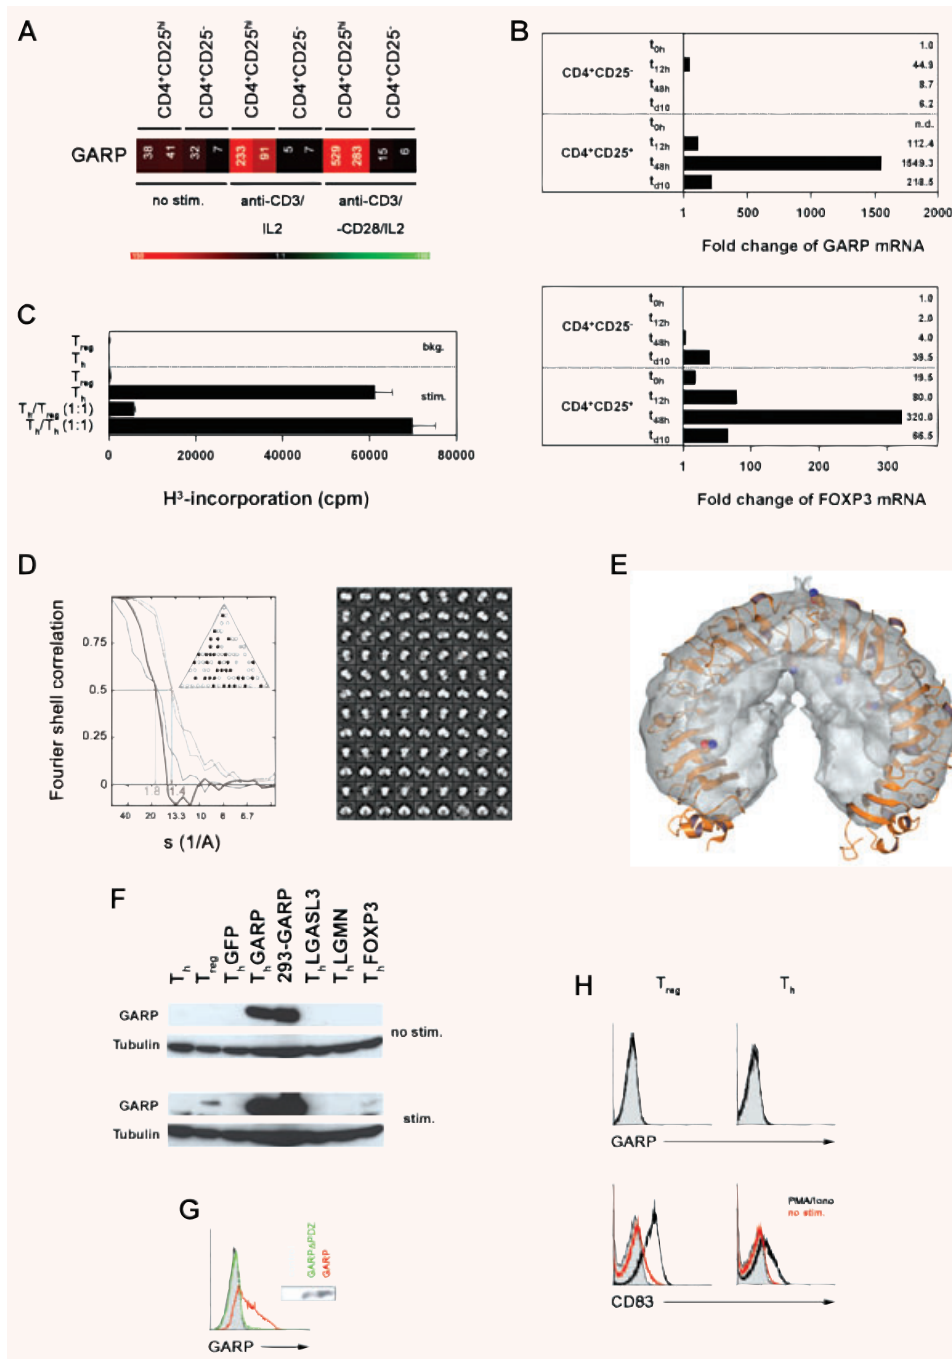 A
CD4+CD25hi
CD4+CD25-
CD4+CD25hi
CD4+CD25-
CD4+CD25hi
CD4+CD25-
GARP 38 41 32 7 233 91 5 7 529 283 15 6
no stim. anti-CD3/ anti-CD3/
IL2 -CD28/IL2
1:1
B
CD4+CD25-
t0h 1.0
t12h 44.9
t48h 8.7
td10 6.2
CD4+CD25+
t0h n.d.
t12h 112.4
t48h 1549.3
td10 218.5
1 500 1000 1500 2000
Fold change of GARP mRNA
CD4+CD25-
t0h 1.0
t12h 2.0
t48h 4.0
td10 39.5
CD4+CD25+
t0h 19.5
t12h 80.0
t48h 320.0
td10 66.5
1 100 200 300
Fold change of FOXP3 mRNA
C
Treg
Th
bkg.
Treg
Th
stim.
Th/Treg (1:1)
Th/Th (1:1)
0 20000 40000 60000 80000
H3-incorporation (cpm)
D
Fourier shell correlation
0.75
0.5
0.25
0
1.8 1.4
40 20 13.3 10 8 6.7
s (1/A)
E
F
Th
Treg
ThGFP
ThGARP
293-GARP
ThLGASL3
ThLGMN
ThFOXP3
GARP
Tubulin
no stim.
GARP
Tubulin
stim.
G
GARPΔPDZ
GARP
GARP
H
Treg Th
GARP
PMA/Iono
no stim.
CD83